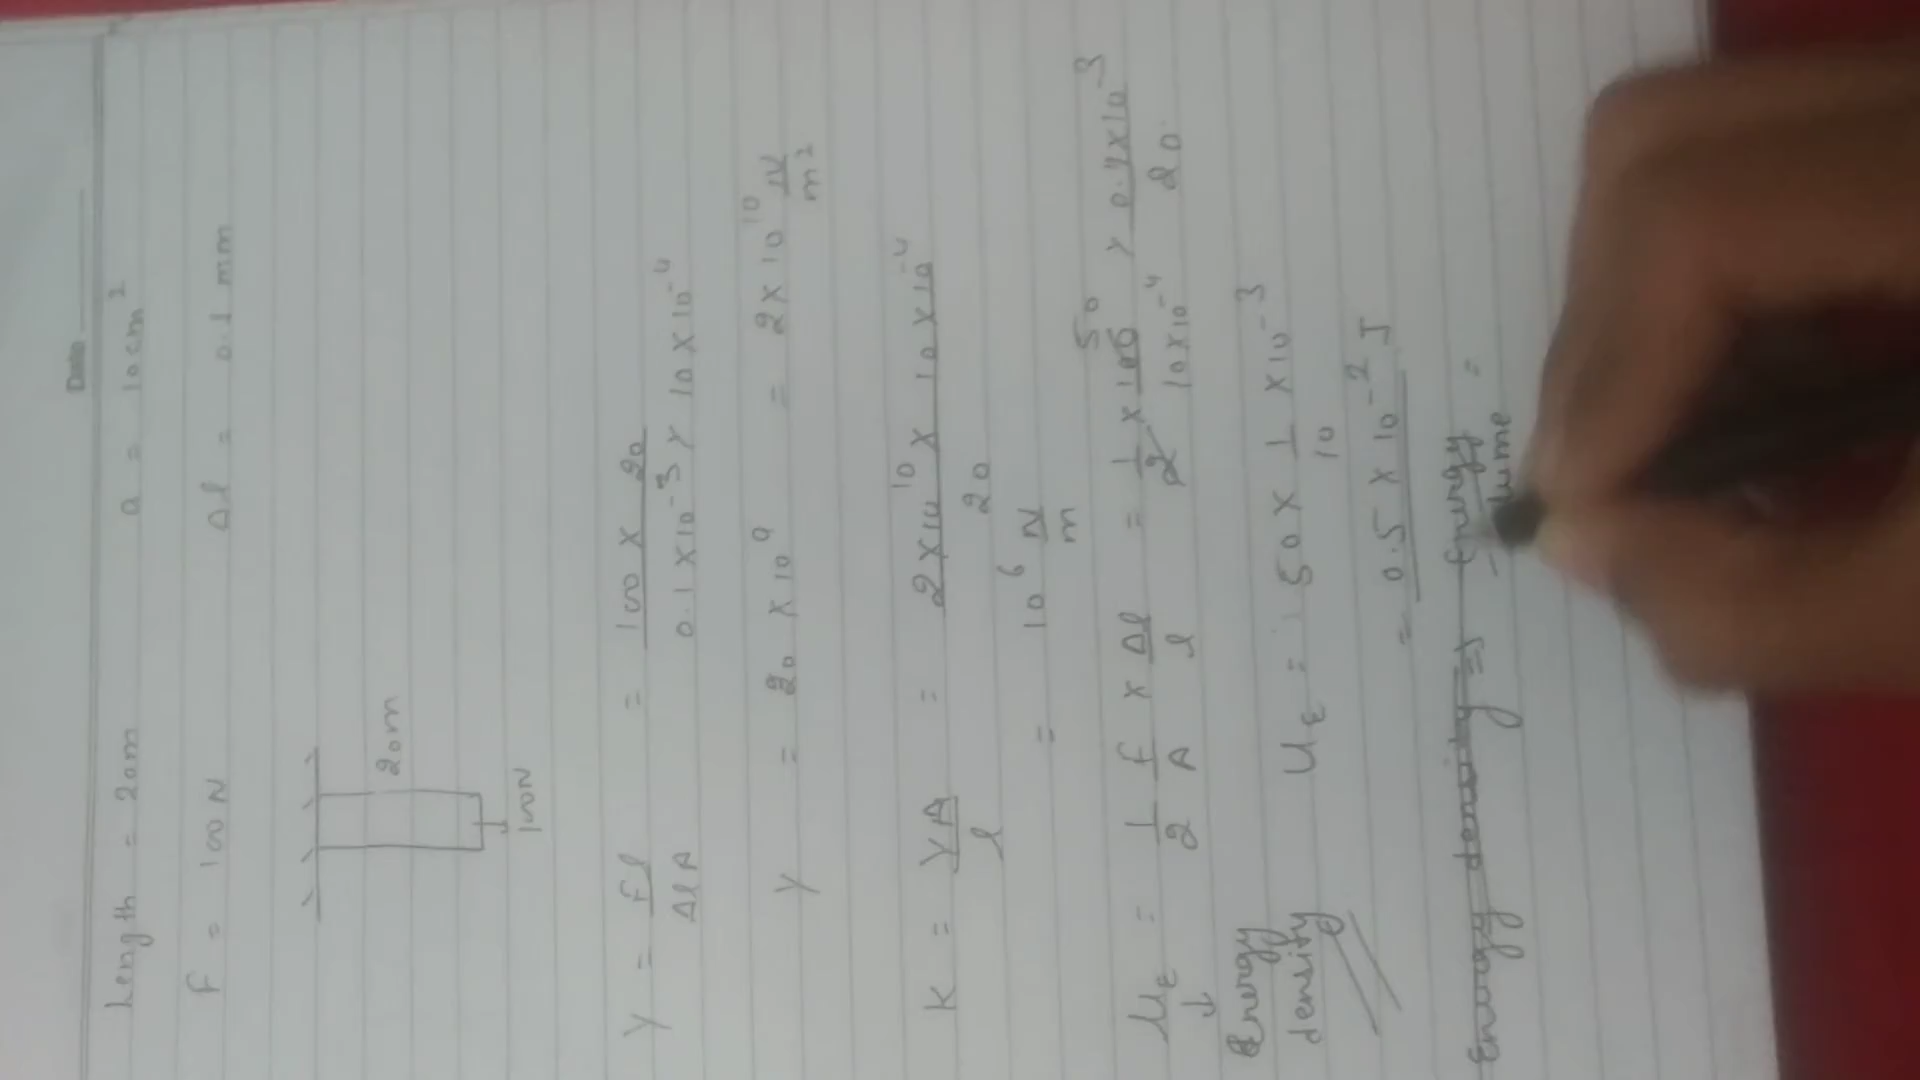 Date
Length = 20m a = 10cm²
F = 100 N Δl = 0.1 mm
20m
100N
Y = Fl / ΔlA = 100 × 20 / 0.1 × 10⁻³ × 10 × 10⁻⁴
Y = 20 × 10⁹ = 2 × 10¹⁰ N / m²
K = YA / l = 2 × 10¹⁰ × 10 × 10⁻⁴ / 20
= 10⁶ N / m
UE = 1 / 2 F / A × Δl / l = 1 / 2 × 100 50 / 10 × 10⁻⁴ × 0.1 × 10⁻³ / 20
Energy density
UE = 50 × 1 / 10 × 10⁻³
= 0.5 × 10⁻² J
Energy density ⇒ Energy =